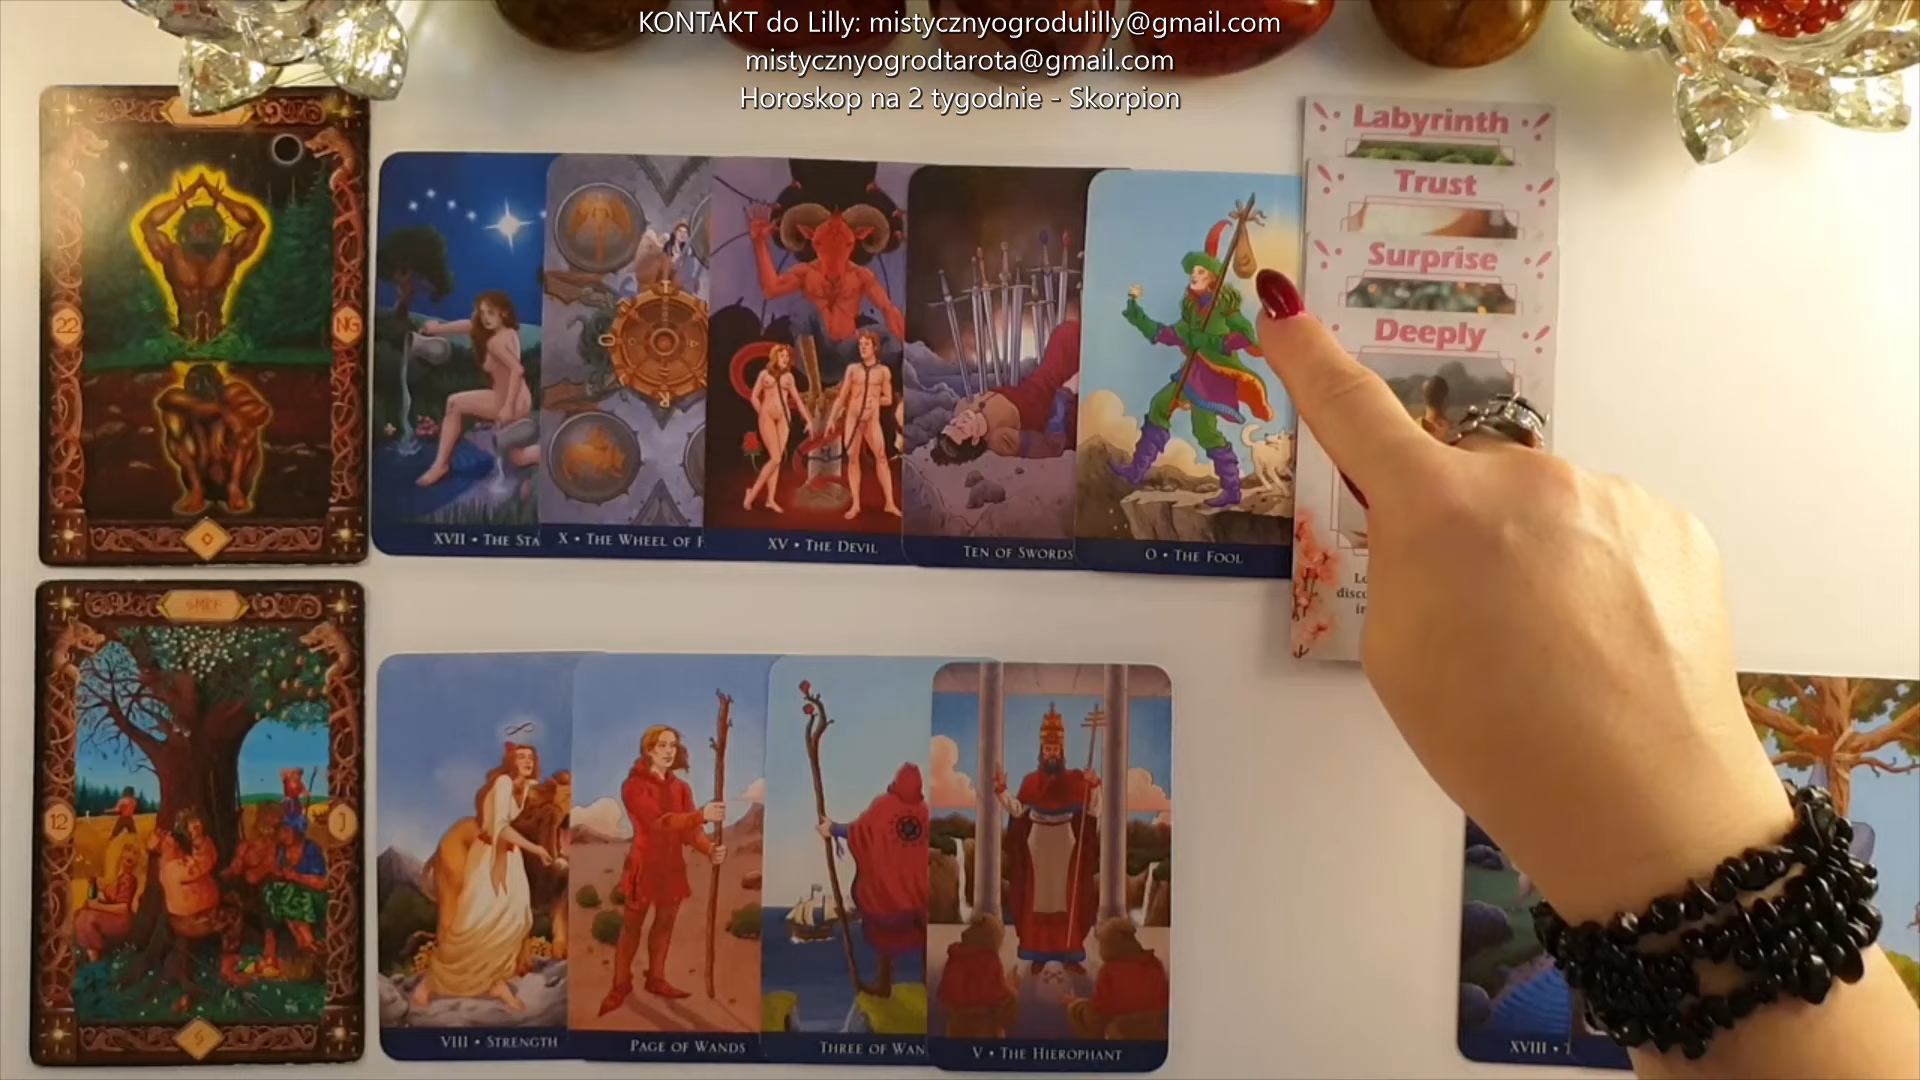 KONTAKT do Lilly: mistycznyogrodulilly@gmail.com
mistycznyogrodtarota@gmail.com
Horoskop na 2 tygodnie - Skorpion
Labyrinth
Trust
Surprise
Deeply
22
NG
XVII • THE STA
X • THE WHEEL OF F
XV • THE DEVIL
TEN OF SWORDS
O • THE FOOL
12
J
VIII • STRENGTH
PAGE OF WANDS
THREE OF WAN
V • THE HIEROPHANT
XVIII •